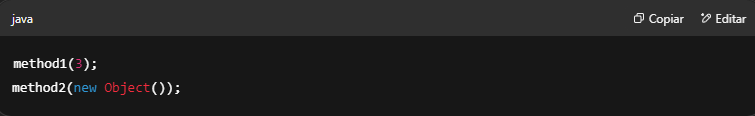 java
Copiar
Editar
method1(3);
method2(new Object());